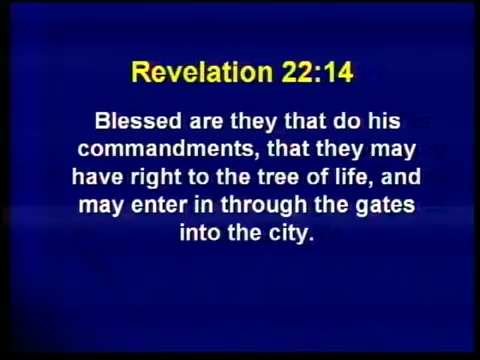 Revelation 22:14
Blessed are they that do his
commandments, that they may
have right to the tree of life, and
may enter in through the gates
into the city.